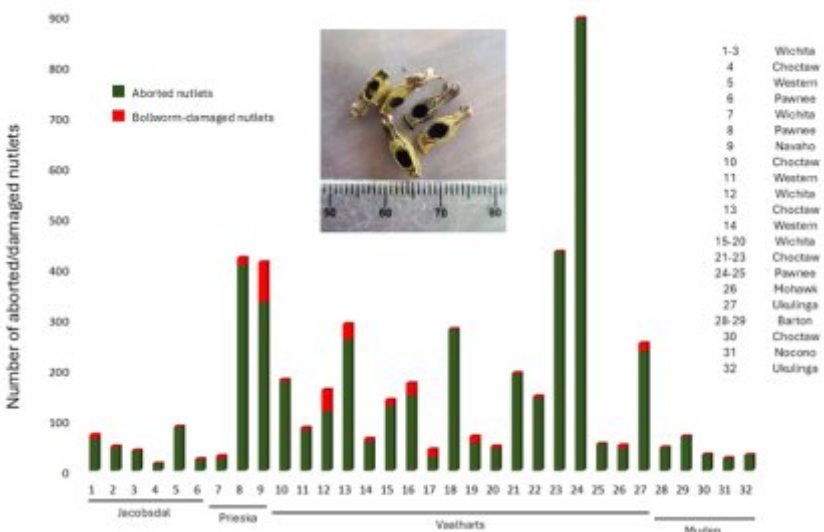 Number of aborted/damaged nutlets
900
800
700
600
500
400
300
200
100
0
Aborted nutlets
Bollworm-damaged nutlets
50 60 70 80
1-3 Wichita
4 Choctaw
5 Western
6 Pawnee
7 Wichita
8 Pawnee
9 Navaho
10 Choctaw
11 Western
12 Wichita
13 Choctaw
14 Western
15-20 Wichita
21-23 Choctaw
24-25 Pawnee
26 Mohawk
27 Ukulinga
28-29 Barton
30 Choctaw
31 Nocono
32 Ukulinga
1 2 3 4 5 6 7 8 9 10 11 12 13 14 15 16 17 18 19 20 21 22 23 24 25 26 27 28 29 30 31 32
Jacobsdal Prieska Vaalharts Muden